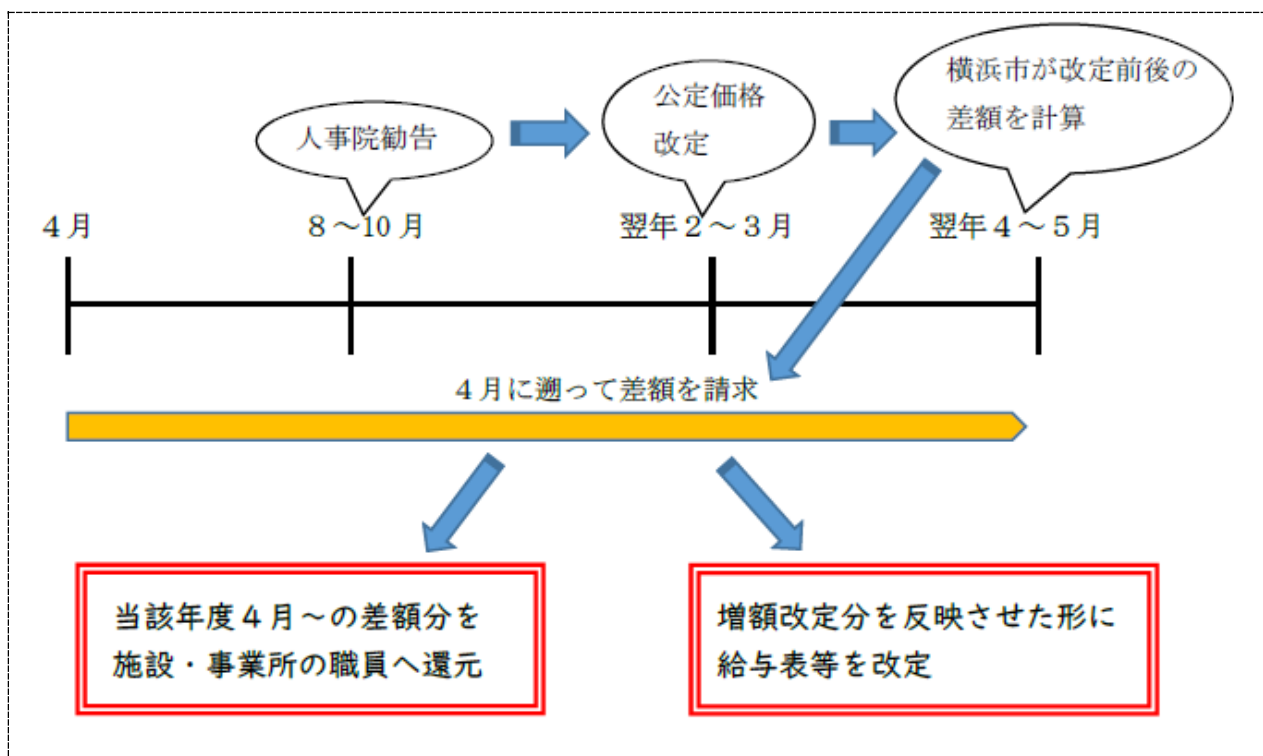 人事院勧告
公定価格
改定
横浜市が改定前後の
差額を計算
４月
８～10 月
翌年２～３月
翌年４～５月
４月に遡って差額を請求
当該年度４月～の差額分を
施設・事業所の職員へ還元
増額改定分を反映させた形に
給与表等を改定